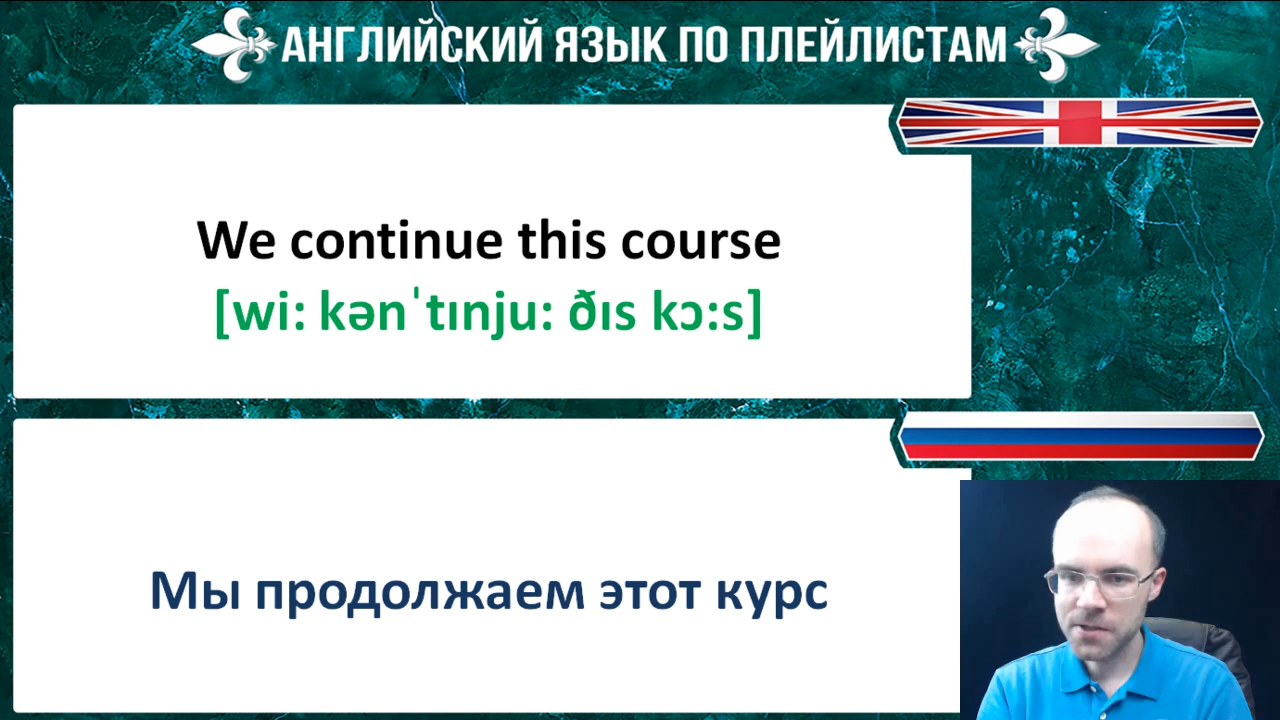 АНГЛИЙСКИЙ ЯЗЫК ПО ПЛЕЙЛИСТАМ
We continue this course
[wi: kənˈtɪnju: ðɪs kɔ:s]
Мы продолжаем этот курс